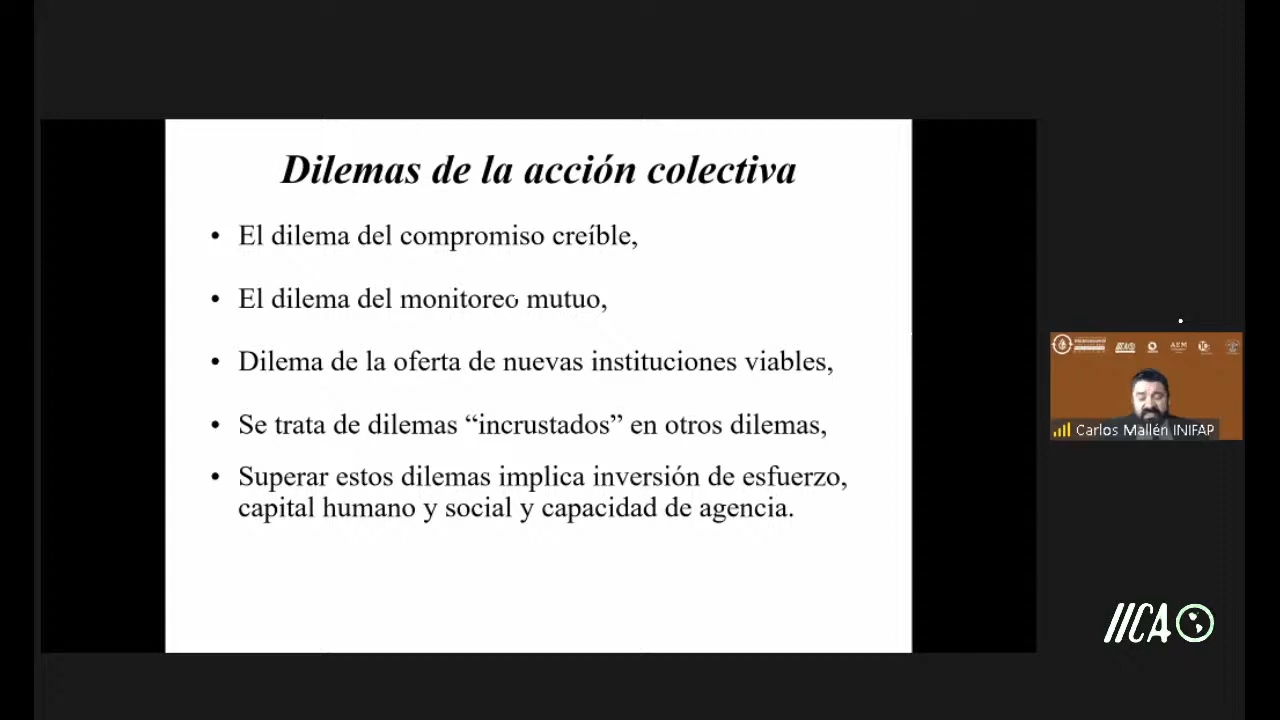 Dilemas de la acción colectiva
• El dilema del compromiso creíble,
• El dilema del monitoreo mutuo,
• Dilema de la oferta de nuevas instituciones viables,
• Se trata de dilemas “incrustados” en otros dilemas,
• Superar estos dilemas implica inversión de esfuerzo,
capital humano y social y capacidad de agencia.
Carlos Mallén INIFAP
IICA